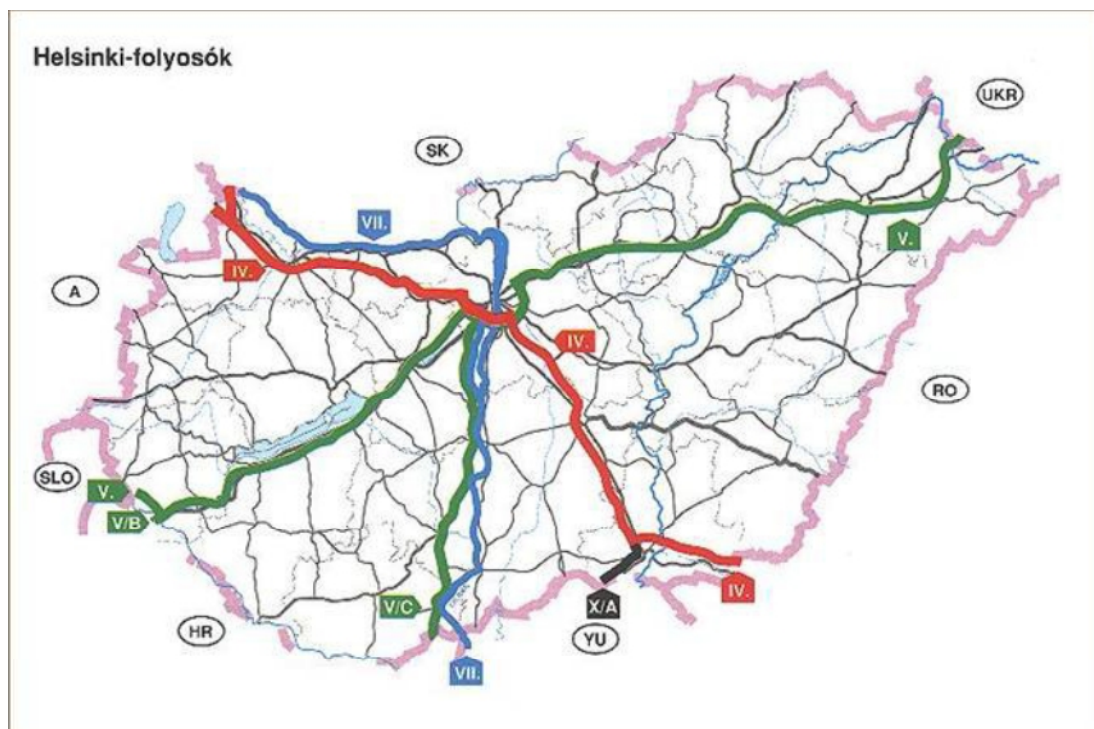 Helsinki-folyosók
UKR
SK
VII.
V.
IV.
A
IV.
RO
SLO
V.
V/B
V/C
X/A
IV.
HR
YU
VII.